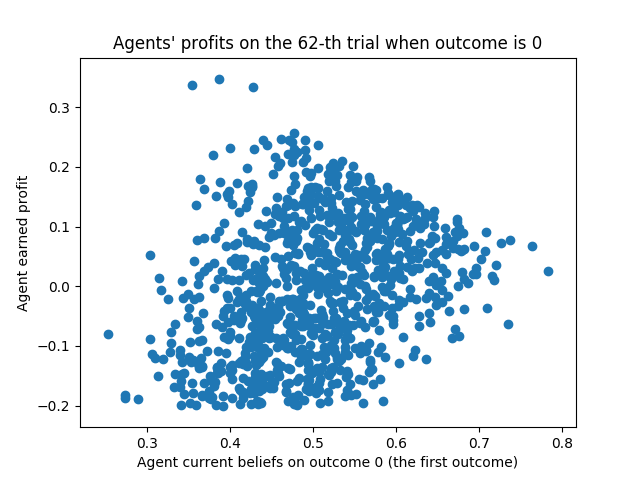 Agents' profits on the 62-th trial when outcome is 0
0.3
0.2
0.1
0.0
−0.1
−0.2
Agent earned profit
0.3 0.4 0.5 0.6 0.7 0.8
Agent current beliefs on outcome 0 (the first outcome)